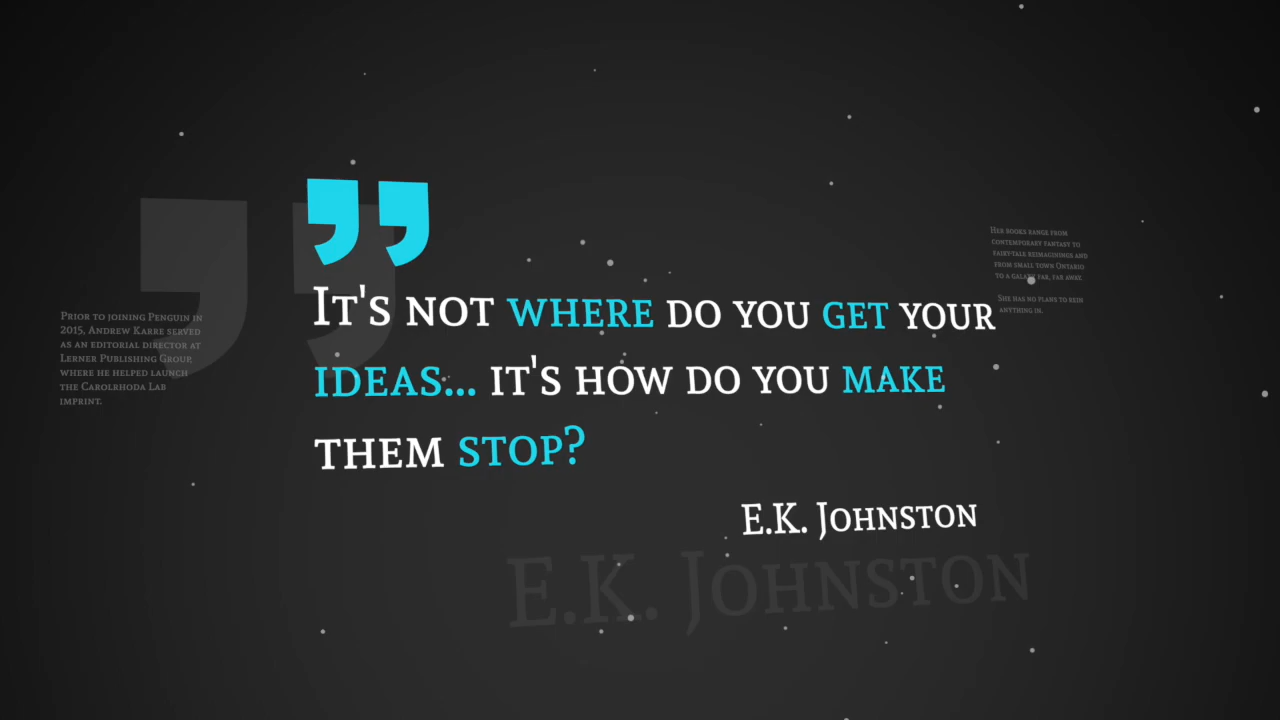 It's not where do you get your
ideas... it's how do you make
them stop?
E.K. Johnston
E.K. Johnston
Prior to joining Penguin in
2015, Andrew Karre served
as an editorial director at
Lerner Publishing Group,
where he helped launch
the Carolrhoda Lab
imprint.
Her books range from
contemporary fantasy to
fairy-tale reimaginings and
from small town Ontario
to a galaxy far, far away.
She has no plans to rein
anything in.